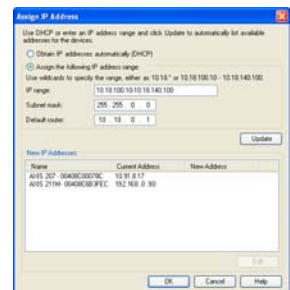 Assign IP Address
Use DHCP or enter an IP address range and click Update to automatically list available
addresses for the devices.
Obtain IP addresses automatically (DHCP)
Assign the following IP address range:
Use wildcards to specify the range, either as 10.18.* or 10.18.100.10 - 10.18.140.100.
IP range: 10.18.100.10-10.18.140.100
Subnet mask: 255 . 255 . 0 . 0
Default router: 10 . 18 . 0 . 1
Update
New IP Addresses:
Name Current Address New Address
AXIS 207 - 00408C00078C 10.91.8.17
AXIS 211M - 00408C6B3FEC 192.168.0.90
Edit
OK Cancel Help